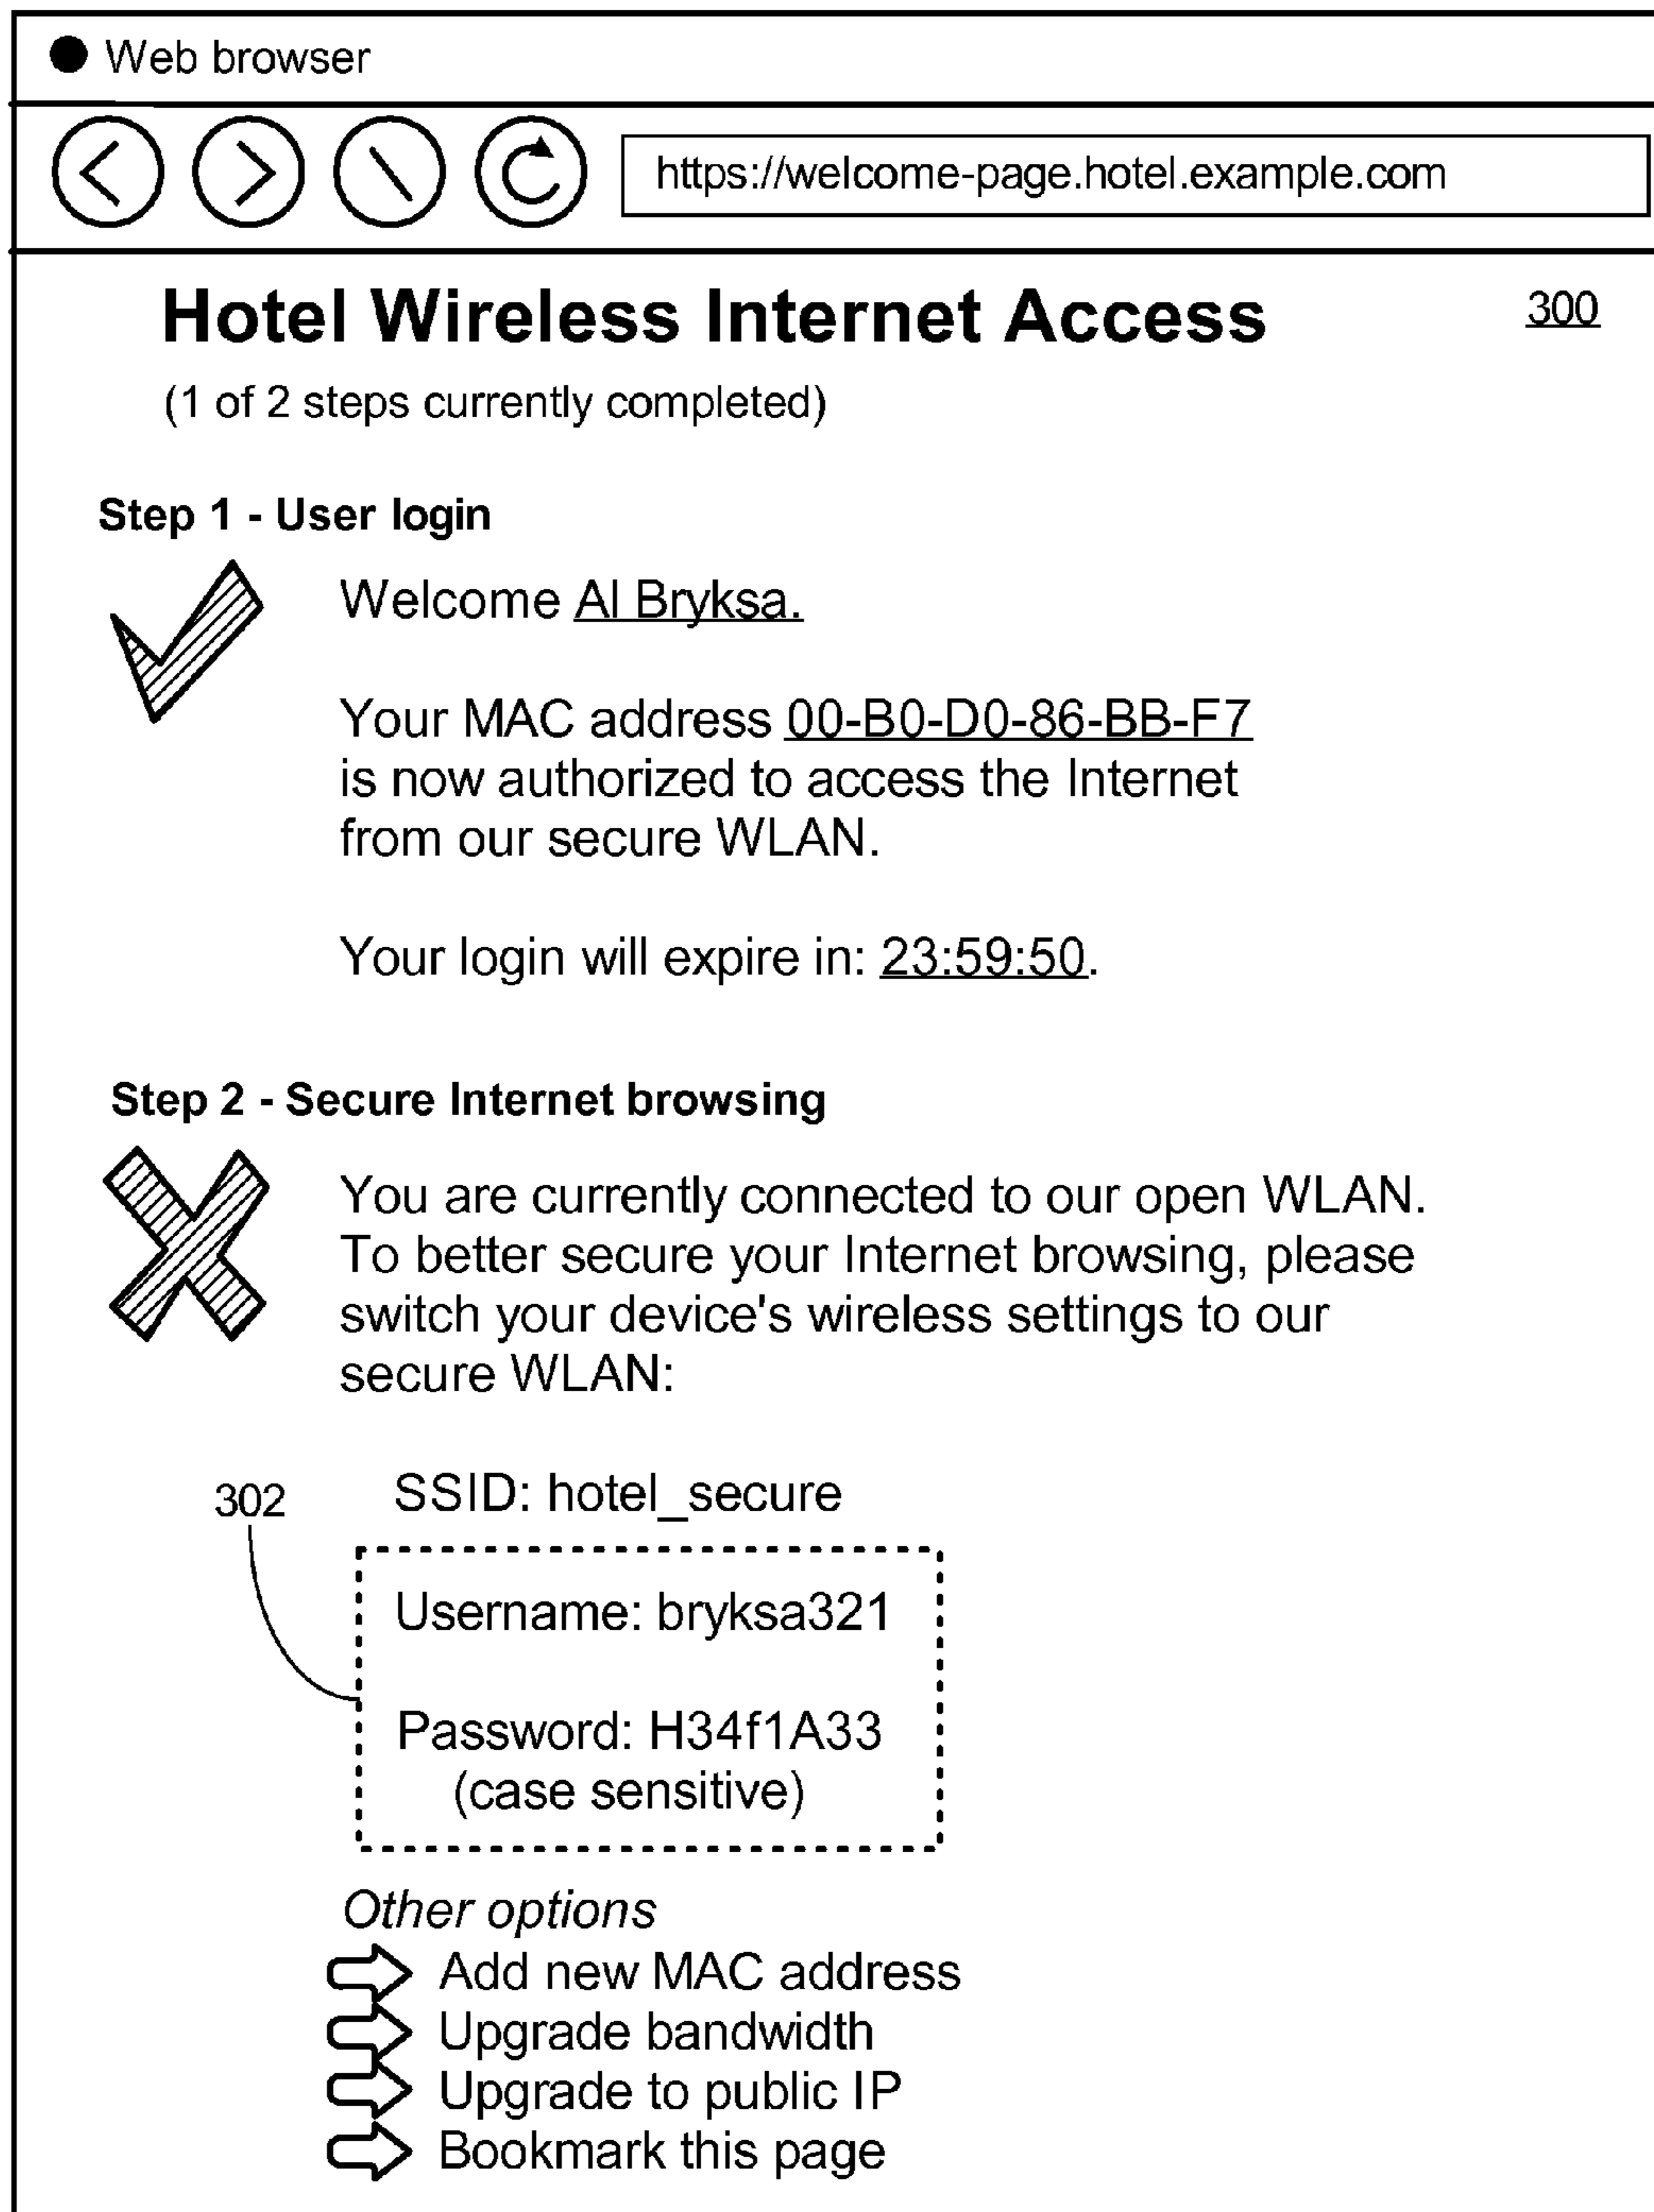 Web browser
https://welcome-page.hotel.example.com
Hotel Wireless Internet Access
300
(1 of 2 steps currently completed)
Step 1 - User login
Welcome Al Bryksa.
Your MAC address 00-B0-D0-86-BB-F7
is now authorized to access the Internet
from our secure WLAN.
Your login will expire in: 23:59:50.
Step 2 - Secure Internet browsing
You are currently connected to our open WLAN.
To better secure your Internet browsing, please
switch your device's wireless settings to our
secure WLAN:
302
SSID: hotel_secure
Username: bryksa321
Password: H34f1A33
(case sensitive)
Other options
Add new MAC address
Upgrade bandwidth
Upgrade to public IP
Bookmark this page